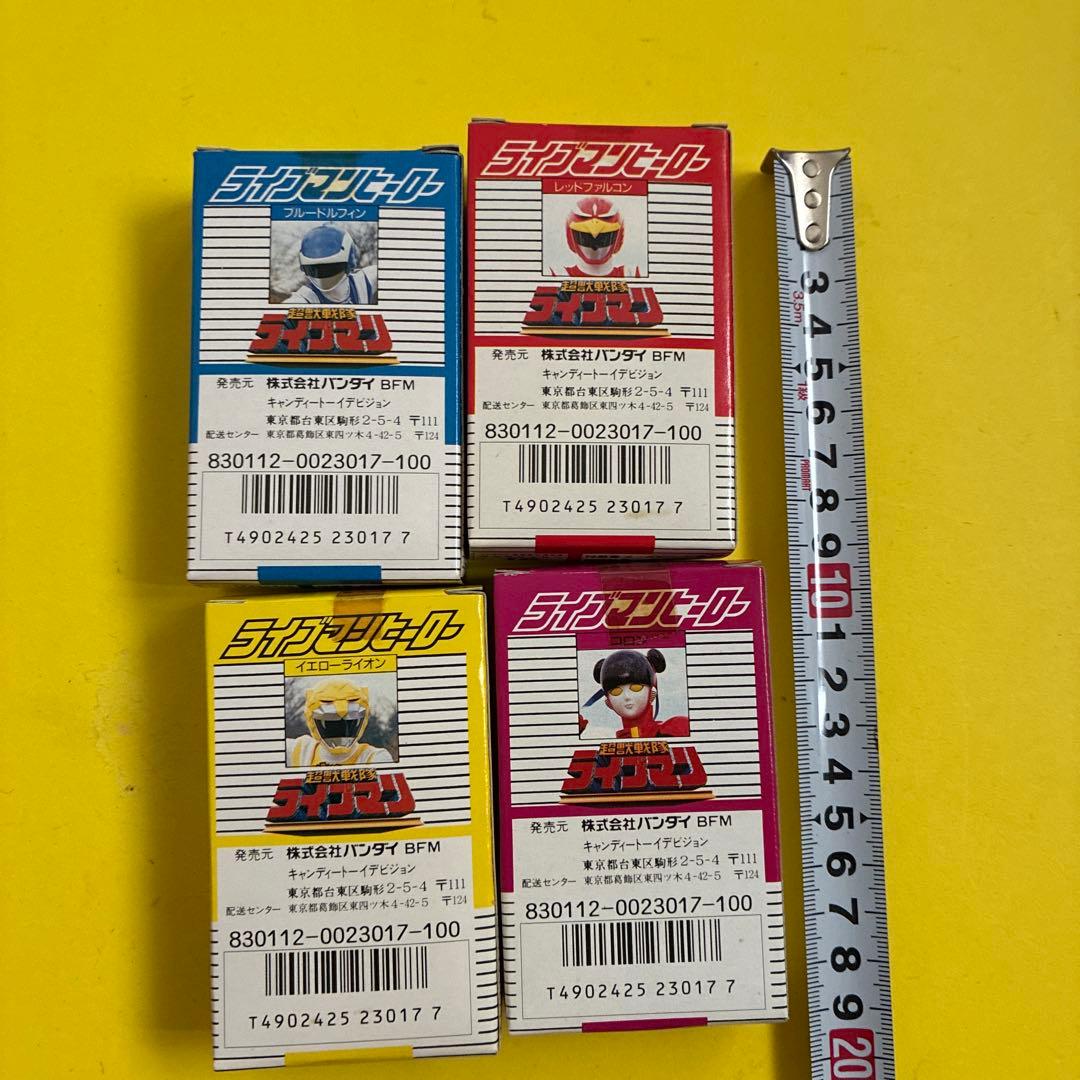 ライブマンヒーロー
ブルードルフィン
超獣戦隊
ライブマン
発売元 株式会社バンダイ BFM
キャンディートーイデビジョン
東京都台東区駒形2-5-4 〒111
配送センター 東京都葛飾区東四ツ木4-42-5 〒124
830112-0023017-100
T4902425 23017 7
ライブマンヒーロー
レッドファルコン
超獣戦隊
ライブマン
発売元 株式会社バンダイ BFM
キャンディートーイデビジョン
東京都台東区駒形2-5-4 〒111
配送センター 東京都葛飾区東四ツ木4-42-5 〒124
830112-0023017-100
T4902425 23017 7
ライブマンヒーロー
イエローライオン
超獣戦隊
ライブマン
発売元 株式会社バンダイ BFM
キャンディートーイデビジョン
東京都台東区駒形2-5-4 〒111
配送センター 東京都葛飾区東四ツ木4-42-5 〒124
830112-0023017-100
T4902425 23017 7
ライブマンヒーロー
コロン
超獣戦隊
ライブマン
発売元 株式会社バンダイ BFM
キャンディートーイデビジョン
東京都台東区駒形2-5-4 〒111
配送センター 東京都葛飾区東四ツ木4-42-5 〒124
830112-0023017-100
T4902425 23017 7
3
3.5m
4
5
1級
6
7
PROMART
8
9
10
1
2
3
4
5
6
7
8
9
20